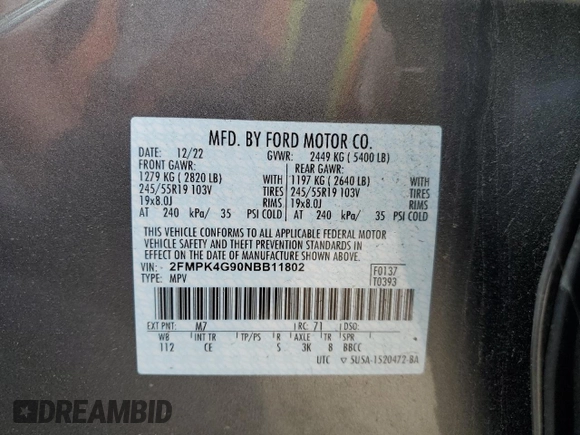 MFD. BY FORD MOTOR CO.
DATE: 12/22 GVWR: 2449 KG ( 5400 LB)
FRONT GAWR: REAR GAWR:
1279 KG ( 2820 LB) WITH 1197 KG ( 2640 LB) WITH
245/55R19 103V TIRES 245/55R19 103V TIRES
19x8.0J RIMS 19x8.0J RIMS
AT 240 kPa/ 35 PSI COLD AT 240 kPa/ 35 PSI COLD
THIS VEHICLE CONFORMS TO ALL APPLICABLE FEDERAL MOTOR
VEHICLE SAFETY AND THEFT PREVENTION STANDARDS IN
EFFECT ON THE DATE OF MANUFACTURE SHOWN ABOVE.
VIN: 2FMPK4G90NBB11802
TYPE: MPV
F0137
T0393
EXT PNT: M7 RC: 71 DSO:
WB INT TR TP/PS R AXLE TR SPR
112 CE S 3K 8 BBCC
UTC ▽ 5U5A-1520472-BA
DREAMBID